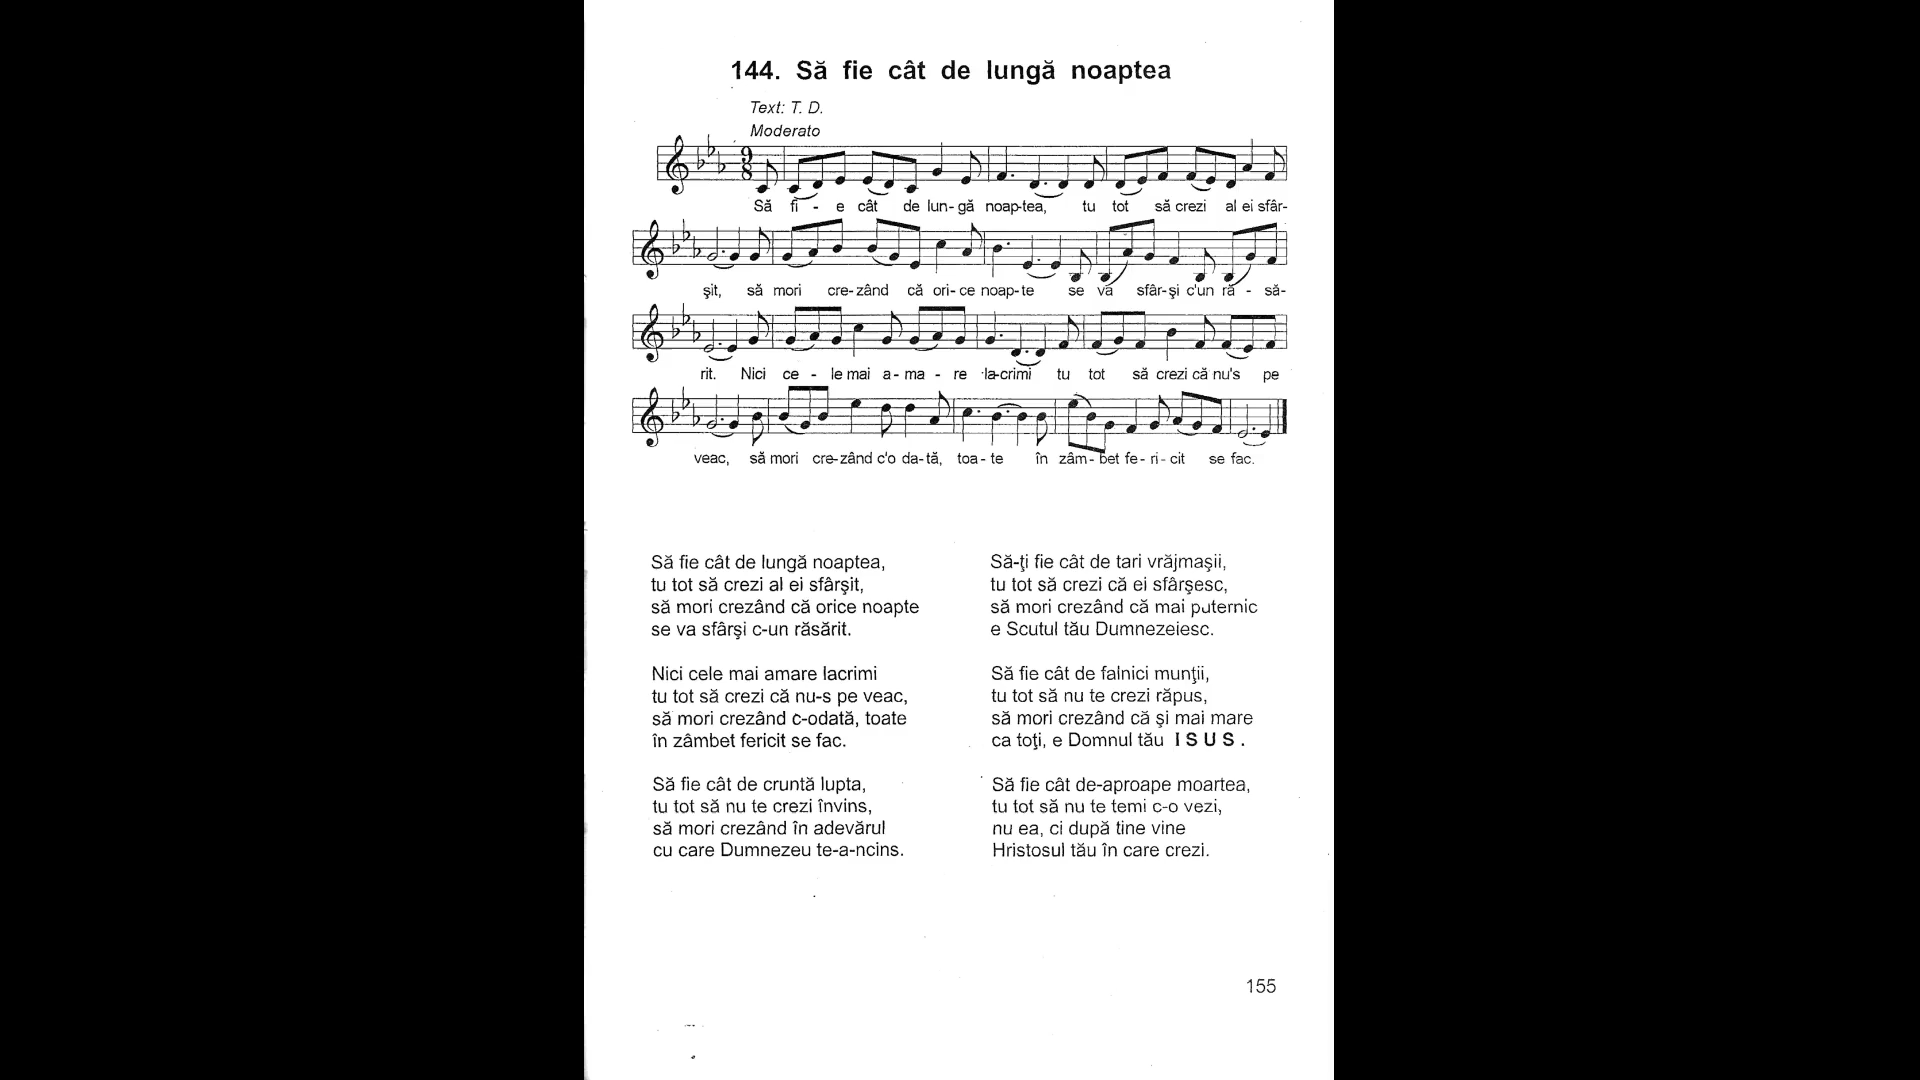 144. Să fie cât de lungă noaptea
Text: T. D.
Moderato
9
8
Să fi - e cât de lun-gă noap-tea, tu tot să crezi al ei sfâr-
şit, să mori cre-zând că ori-ce noap-te se va sfâr-şi c'un ră - să-
rit. Nici ce - le mai a-ma - re la-crimi tu tot să crezi că nu's pe
veac, să mori cre-zând c'o da-tă, toa-te în zâm-bet fe-ri-cit se fac.
Să fie cât de lungă noaptea,
tu tot să crezi al ei sfârşit,
să mori crezând că orice noapte
se va sfârşi c-un răsărit.
Nici cele mai amare lacrimi
tu tot să crezi că nu-s pe veac,
să mori crezând c-odată, toate
în zâmbet fericit se fac.
Să fie cât de cruntă lupta,
tu tot să nu te crezi învins,
să mori crezând în adevărul
cu care Dumnezeu te-a-ncins.
Să-ţi fie cât de tari vrăjmaşii,
tu tot să crezi că ei sfârşesc,
să mori crezând că mai puternic
e Scutul tău Dumnezeiesc.
Să fie cât de falnici munţii,
tu tot să nu te crezi răpus,
să mori crezând că şi mai mare
ca toţi, e Domnul tău I S U S .
Să fie cât de-aproape moartea,
tu tot să nu te temi c-o vezi,
nu ea, ci după tine vine
Hristosul tău în care crezi.
155